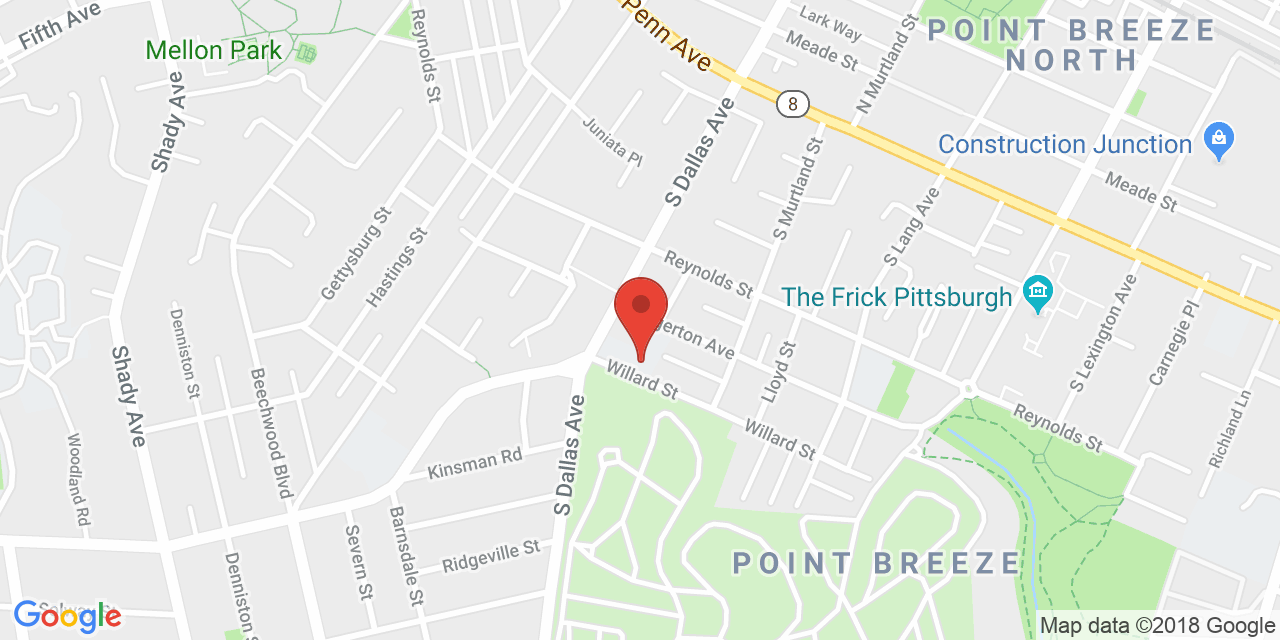 Fifth Ave
Mellon Park
Reynolds St
Penn Ave
Lark Way
Meade St
N Murtland St
POINT BREEZE
NORTH
8
Shady Ave
Juniata Pl
S Dallas Ave
S Murtland St
Construction Junction
Meade St
Gettysburg St
Hastings St
Reynolds St
S Lang Ave
The Frick Pittsburgh
S Lexington Ave
Carnegie Pl
Denniston St
Shady Ave
Beechwood Blvd
erton Ave
Willard St
Lloyd St
Willard St
Reynolds St
Richland Ln
Woodland Rd
Kinsman Rd
S Dallas Ave
Barnsdale St
Severn St
Ridgeville St
Denniston S
POINT BREEZE
Google
Map data ©2018 Google